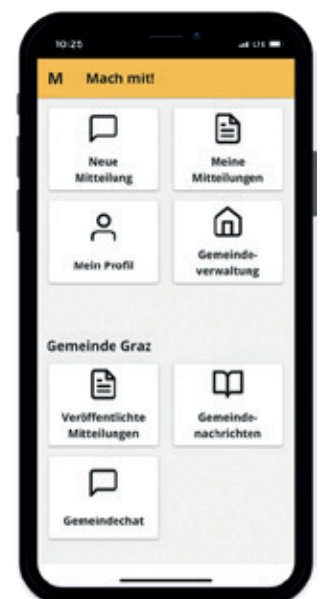 10:25
LTE
M Mach mit!
Neue
Mitteilung
Meine
Mitteilungen
Mein Profil
Gemeinde-
verwaltung
Gemeinde Graz
Veröffentlichte
Mitteilungen
Gemeinde-
nachrichten
Gemeindechat